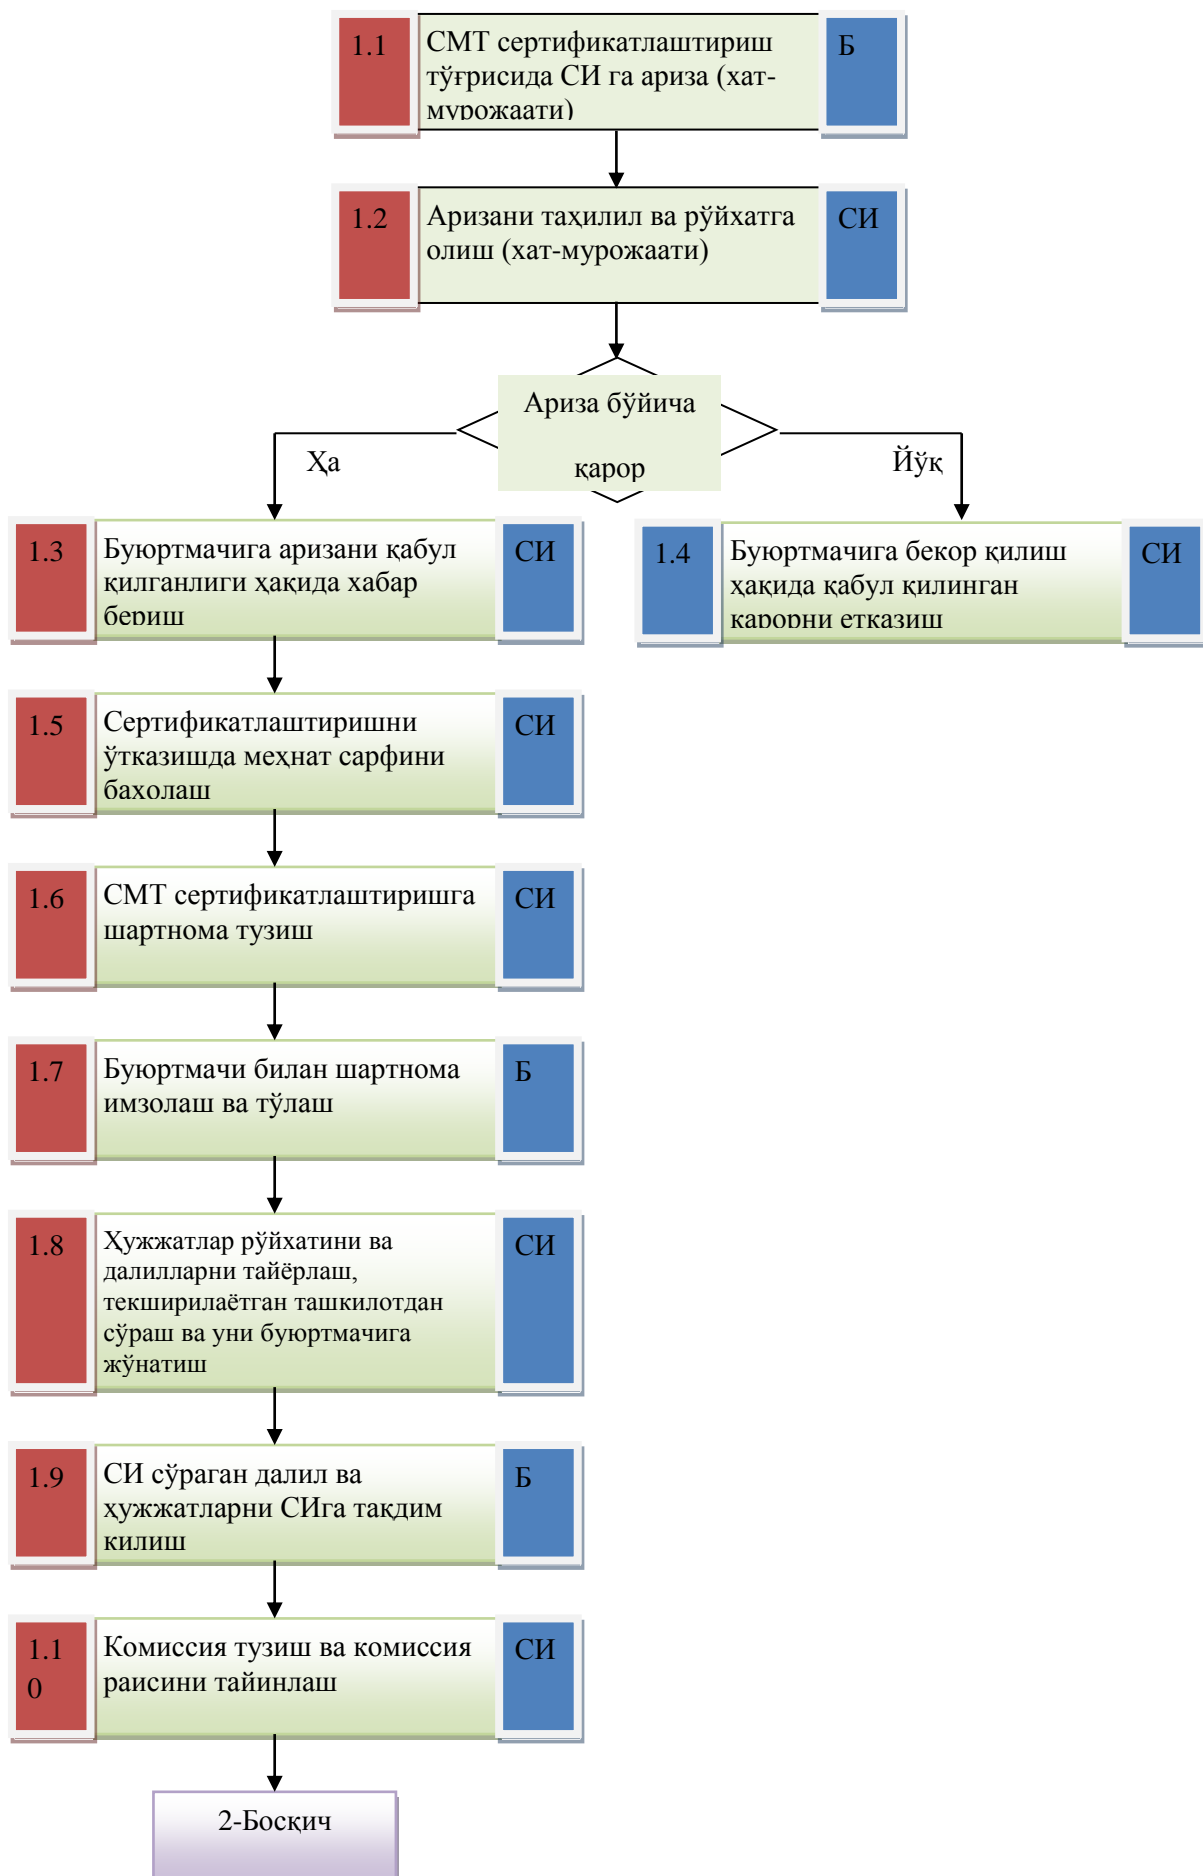 1.1
СМТ сертификатлаштириш
тўғрисида СИ га ариза (хат-
мурожаати)
Б
1.2
Аризани таҳилил ва рўйхатга
олиш (хат-мурожаати)
СИ
Ариза бўйича
қарор
Ҳа
Йўқ
1.3
Буюртмачига аризани қабул
қилганлиги ҳақида хабар
бериш
СИ
1.4
Буюртмачига бекор қилиш
ҳақида қабул қилинган
қарорни етказиш
СИ
1.5
Сертификатлаштиришни
ўтказишда меҳнат сарфини
баҳолаш
СИ
1.6
СМТ сертификатлаштиришга
шартнома тузиш
СИ
1.7
Буюртмачи билан шартнома
имзолаш ва тўлаш
Б
1.8
Ҳужжатлар рўйхатини ва
далилларни тайёрлаш,
текширилаётган ташкилотдан
сўраш ва уни буюртмачига
жўнатиш
СИ
1.9
СИ сўраган далил ва
ҳужжатларни СИга тақдим
қилиш
Б
1.1
0
Комиссия тузиш ва комиссия
раисини тайинлаш
СИ
2-Босқич